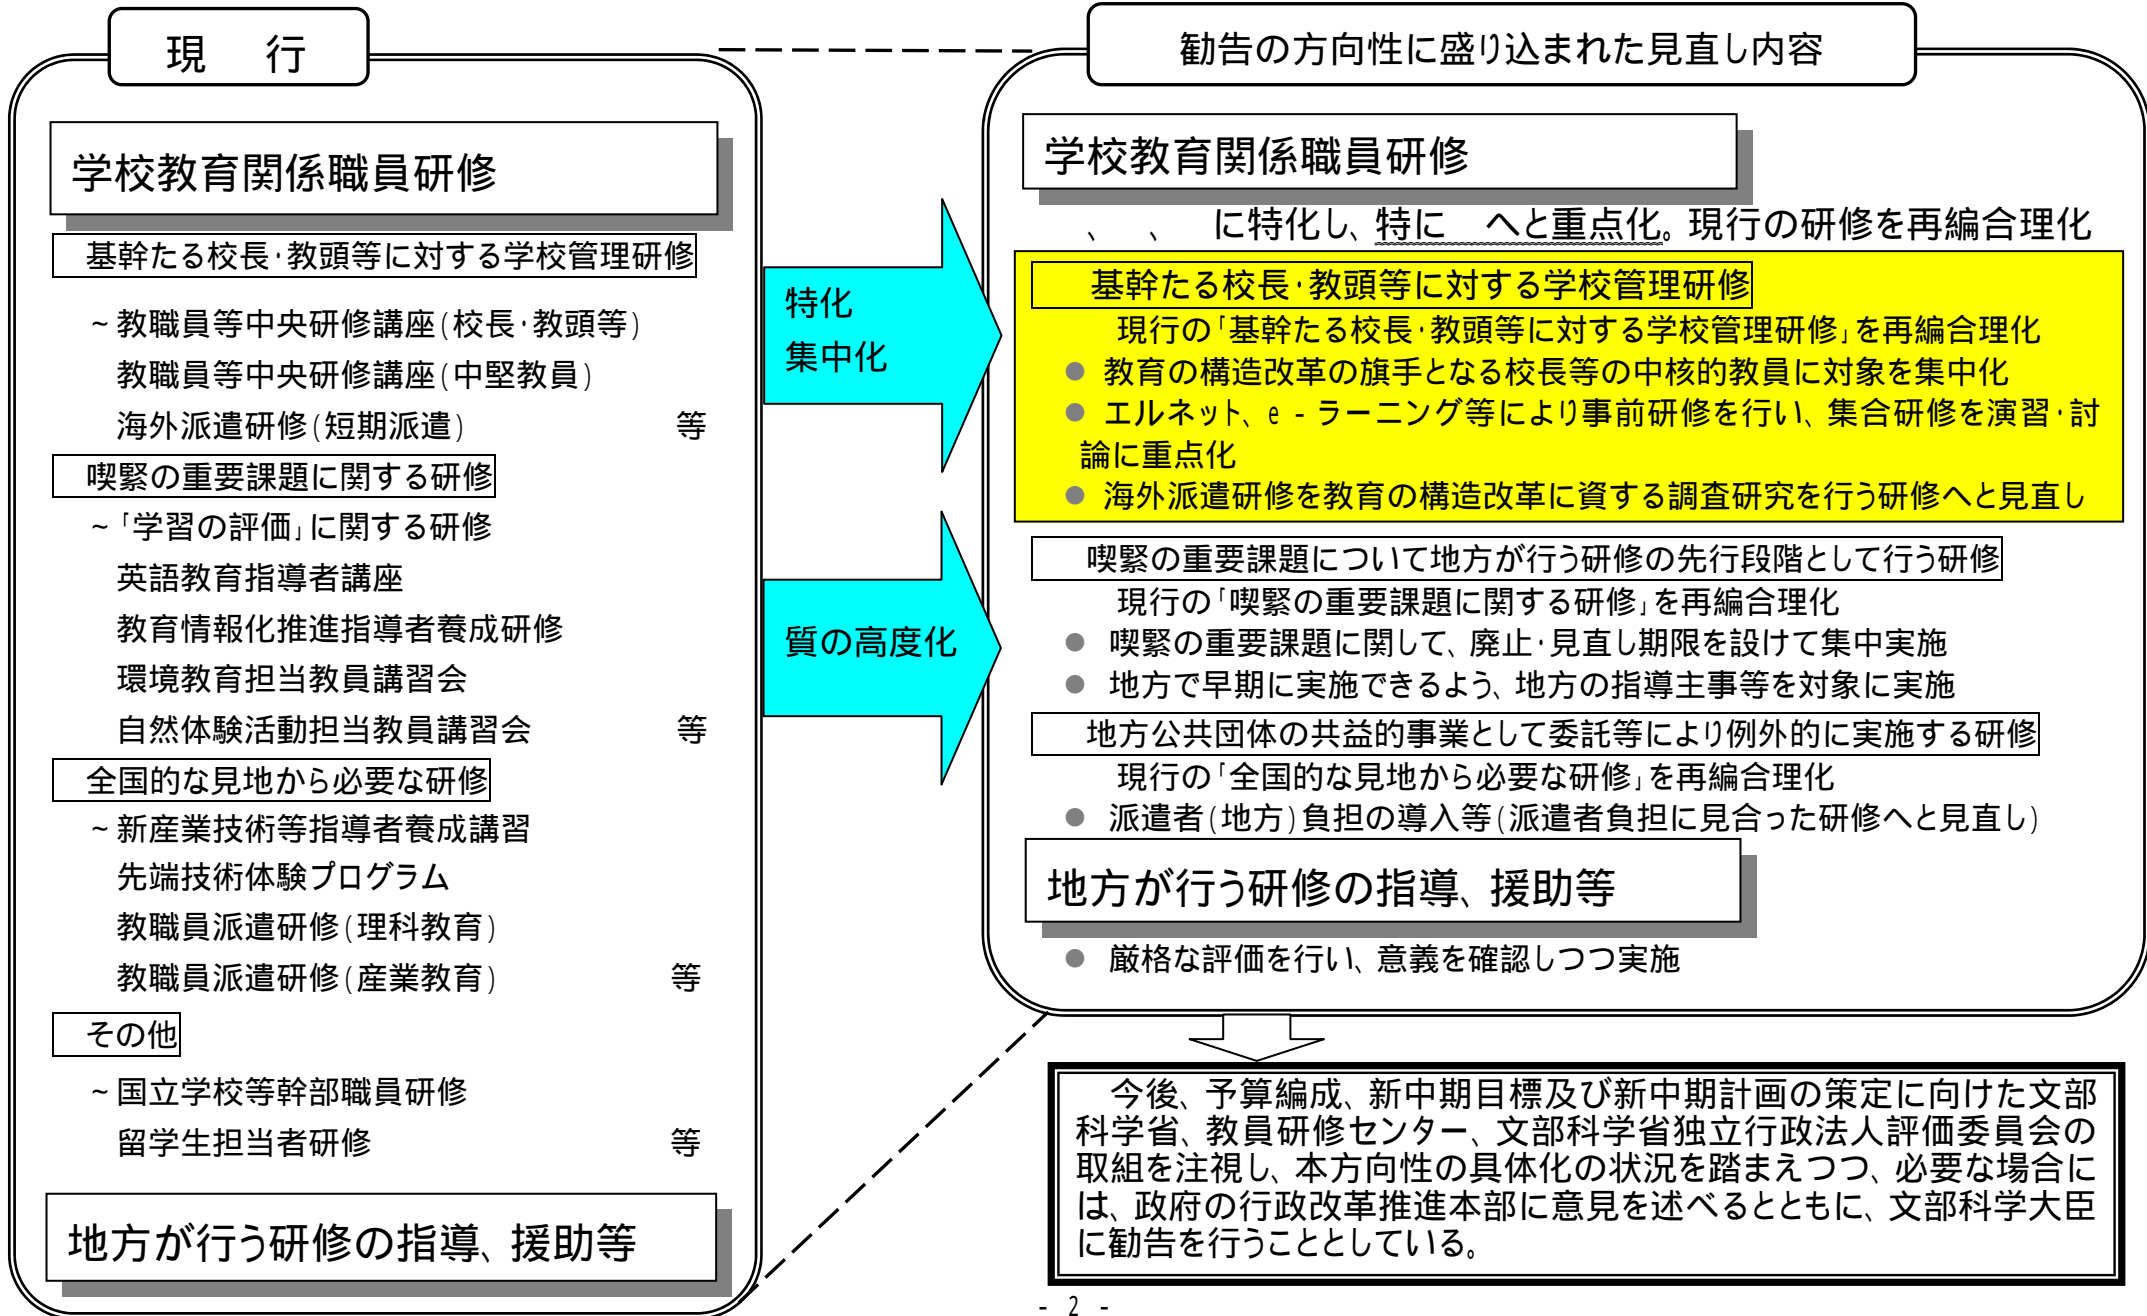 現　行
学校教育関係職員研修
基幹たる校長・教頭等に対する学校管理研修
~ 教職員等中央研修講座(校長・教頭等)
教職員等中央研修講座(中堅教員)
海外派遣研修(短期派遣)　等
喫緊の重要課題に関する研修
~ 「学習の評価」に関する研修
英語教育指導者講座
教育情報化推進指導者養成研修
環境教育担当教員講習会
自然体験活動担当教員講習会　等
全国的な見地から必要な研修
~ 新産業技術等指導者養成講習
先端技術体験プログラム
教職員派遣研修(理科教育)
教職員派遣研修(産業教育)　等
その他
~ 国立学校等幹部職員研修
留学生担当者研修　等
地方が行う研修の指導、援助等
特化
集中化
質の高度化
勧告の方向性に盛り込まれた見直し内容
学校教育関係職員研修
、　、　に特化し、特に　へと重点化。現行の研修を再編合理化
基幹たる校長・教頭等に対する学校管理研修
現行の「基幹たる校長・教頭等に対する学校管理研修」を再編合理化
● 教育の構造改革の旗手となる校長等の中核的教員に対象を集中化
● エルネット、e - ラーニング等により事前研修を行い、集合研修を演習・討
論に重点化
● 海外派遣研修を教育の構造改革に資する調査研究を行う研修へと見直し
喫緊の重要課題について地方が行う研修の先行段階として行う研修
現行の「喫緊の重要課題に関する研修」を再編合理化
● 喫緊の重要課題に関して、廃止・見直し期限を設けて集中実施
● 地方で早期に実施できるよう、地方の指導主事等を対象に実施
地方公共団体の共益的事業として委託等により例外的に実施する研修
現行の「全国的な見地から必要な研修」を再編合理化
● 派遣者(地方)負担の導入等(派遣者負担に見合った研修へと見直し)
地方が行う研修の指導、援助等
● 厳格な評価を行い、意義を確認しつつ実施
今後、予算編成、新中期目標及び新中期計画の策定に向けた文部
科学省、教員研修センター、文部科学省独立行政法人評価委員会の
取組を注視し、本方向性の具体化の状況を踏まえつつ、必要な場合に
は、政府の行政改革推進本部に意見を述べるとともに、文部科学大臣
に勧告を行うこととしている。
- 2 -